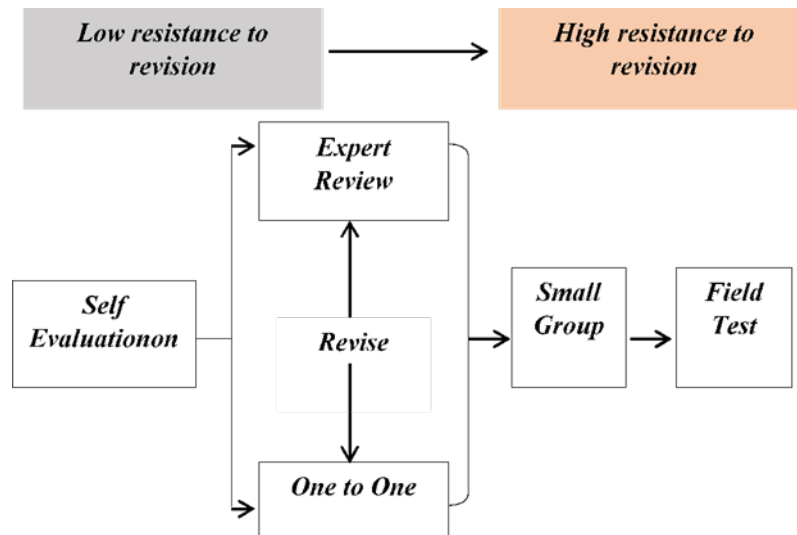 Low resistance to
revision
High resistance to
revision
Expert
Review
Self
Evaluationon
Revise
Small
Group
Field
Test
One to One